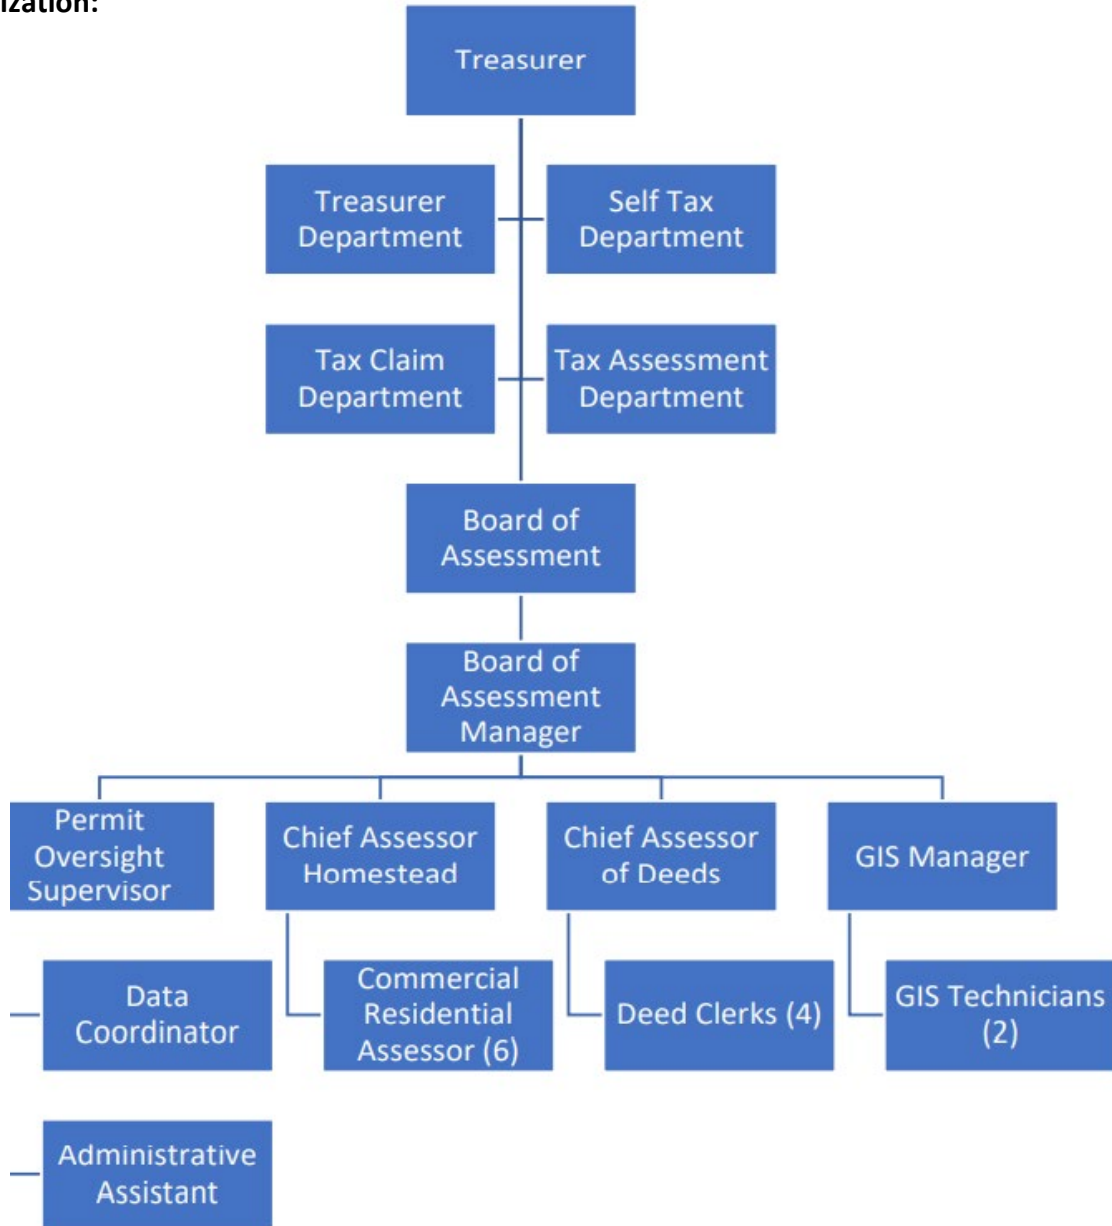 ization:
Treasurer
Treasurer
Department
Self Tax
Department
Tax Claim
Department
Tax Assessment
Department
Board of
Assessment
Board of
Assessment
Manager
Permit
Oversight
Supervisor
Chief Assessor
Homestead
Chief Assessor
of Deeds
GIS Manager
Data
Coordinator
Commercial
Residential
Assessor (6)
Deed Clerks (4)
GIS Technicians
(2)
Administrative
Assistant